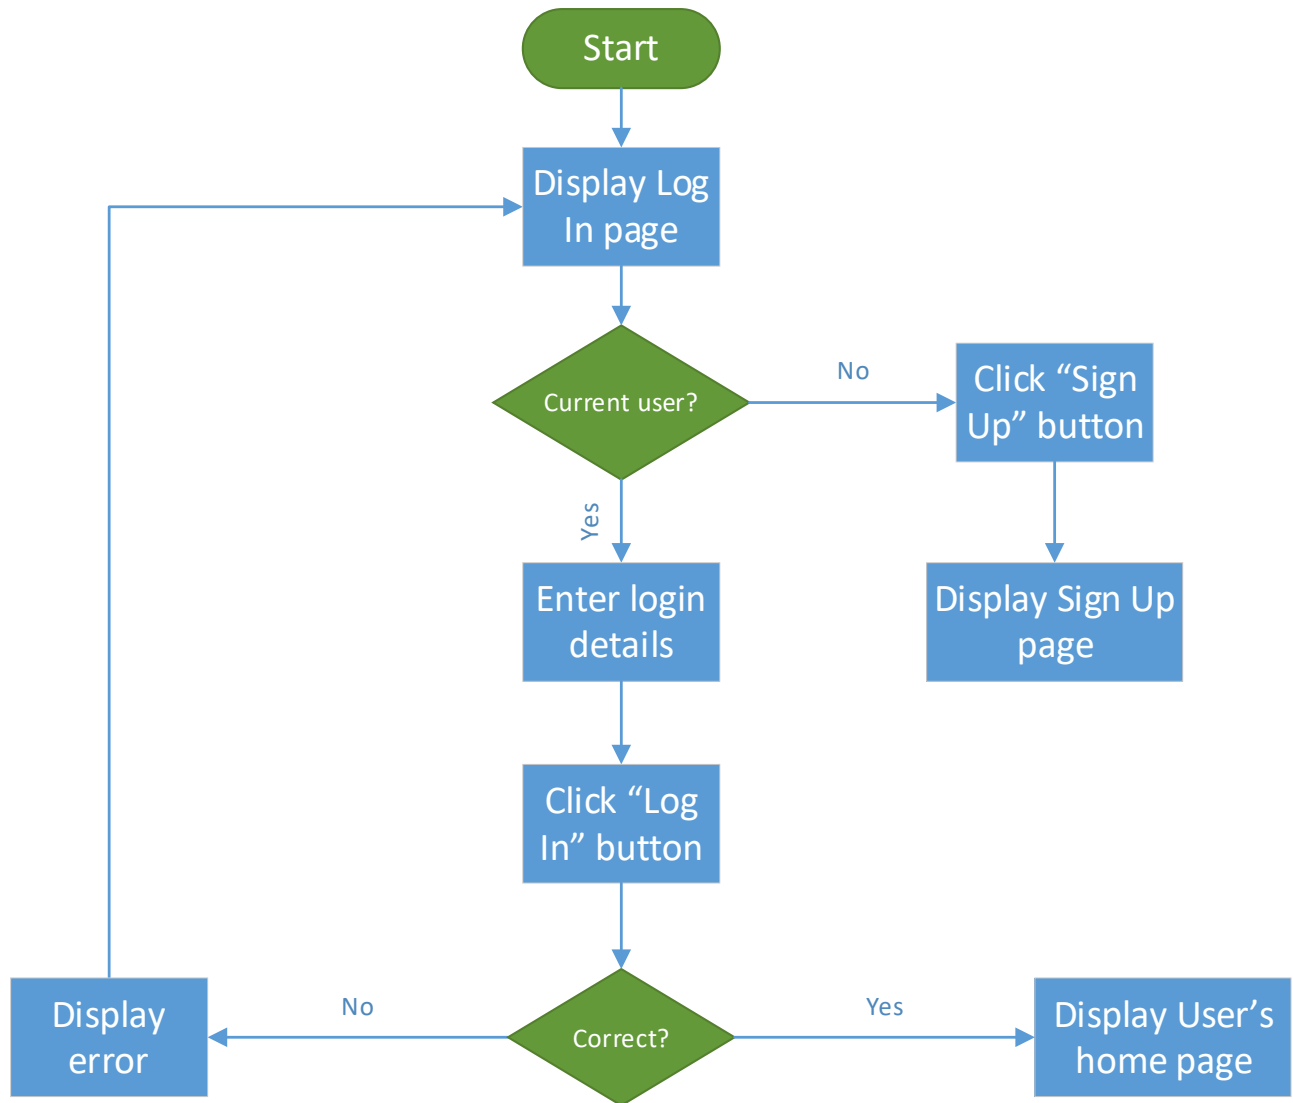 Start
Display Log
In page
Current user?
No
Click “Sign
Up” button
Yes
Enter login
details
Display Sign Up
page
Click “Log
In” button
Display
error
No
Correct?
Yes
Display User’s
home page